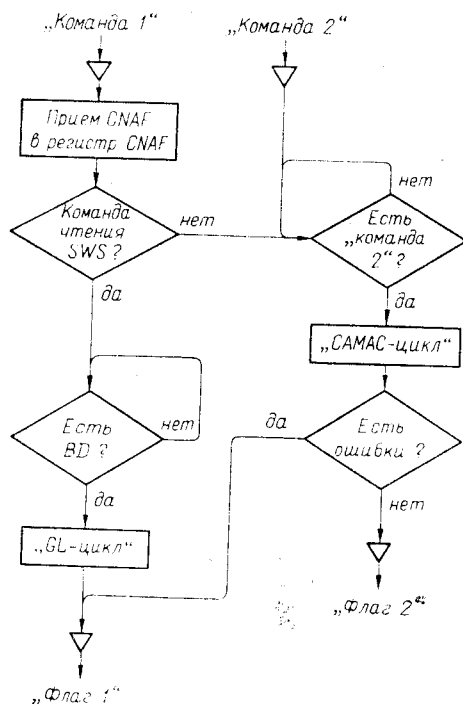 „Команда 1“
„Команда 2“
Прием CNAF
в регистр CNAF
Команда
чтения
SWS ?
нет
да
нет
Есть
„команда
2“ ?
да
„CAMAC-цикл“
Есть
BD ?
нет
да
„GL-цикл“
да
Есть
ошибки ?
нет
„Флаг 2“
„Флаг 1“